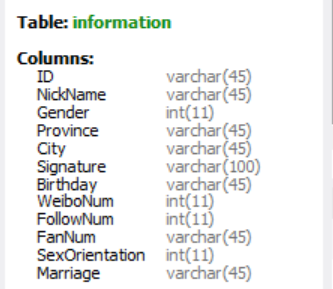 Table: information
Columns:
ID varchar(45)
NickName varchar(45)
Gender int(11)
Province varchar(45)
City varchar(45)
Signature varchar(100)
Birthday varchar(45)
WeiboNum int(11)
FollowNum int(11)
FanNum varchar(45)
SexOrientation int(11)
Marriage varchar(45)